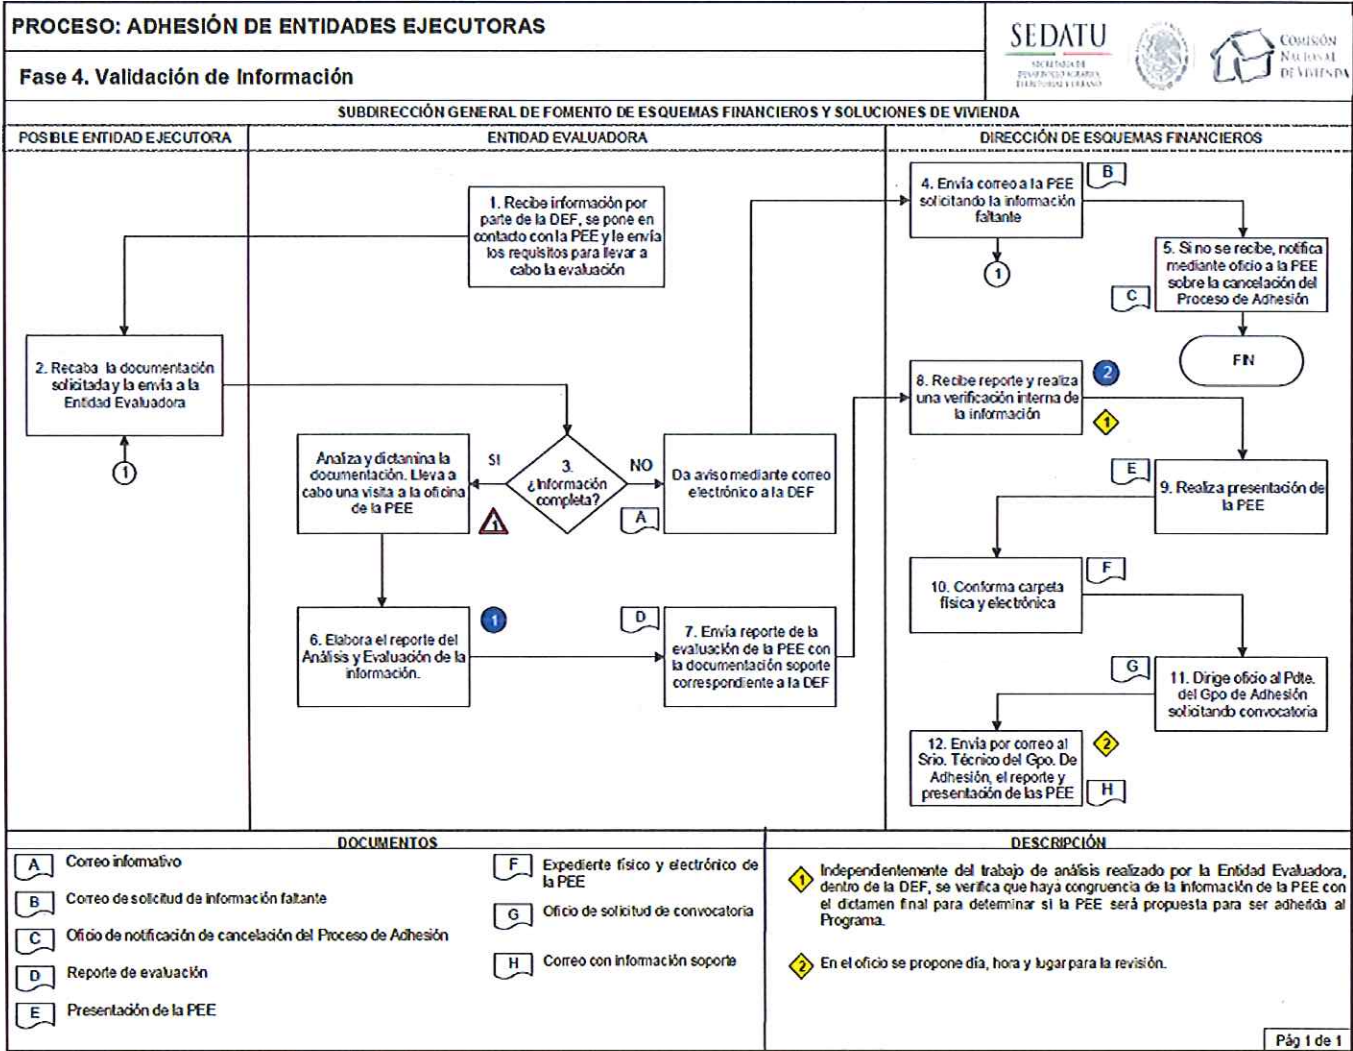 PROCESO: ADHESIÓN DE ENTIDADES EJECUTORAS
Fase 4. Validación de Información
SEDATU
SECRETARÍA DE
DESARROLLO AGRARIO,
TERRITORIAL Y URBANO
COMISIÓN
NACIONAL
DE VIVIENDA
SUBDIRECCIÓN GENERAL DE FOMENTO DE ESQUEMAS FINANCIEROS Y SOLUCIONES DE VIVIENDA
POSIBLE ENTIDAD EJECUTORA
ENTIDAD EVALUADORA
DIRECCIÓN DE ESQUEMAS FINANCIEROS
1. Recibe información por
parte de la DEF, se pone en
contacto con la PEE y le envía
los requisitos para llevar a
cabo la evaluación
2. Recaba la documentación
solicitada y la envía a la
Entidad Evaluadora
1
3.
¿Información
completa?
SI
NO
Analiza y dictamina la
documentación. Lleva a
cabo una visita a la oficina
de la PEE
1
A
Da aviso mediante correo
electrónico a la DEF
4. Envía correo a la PEE
solicitando la información
faltante
B
1
5. Si no se recibe, notifica
mediante oficio a la PEE
sobre la cancelación del
Proceso de Adhesión
C
FIN
6. Elabora el reporte del
Análisis y Evaluación de la
información.
1
D
7. Envía reporte de la
evaluación de la PEE con
la documentación soporte
correspondiente a la DEF
8. Recibe reporte y realiza
una verificación interna de
la información
2
1
E
9. Realiza presentación de
la PEE
10. Conforma carpeta
física y electrónica
F
G
11. Dirige oficio al Pdte.
del Gpo de Adhesión
solicitando convocatoria
12. Envía por correo al
Srio. Técnico del Gpo. De
Adhesión, el reporte y
presentación de las PEE
2
H
DOCUMENTOS
A Correo informativo
B Correo de solicitud de información faltante
C Oficio de notificación de cancelación del Proceso de Adhesión
D Reporte de evaluación
E Presentación de la PEE
F Expediente físico y electrónico de
la PEE
G Oficio de solicitud de convocatoria
H Correo con información soporte
DESCRIPCIÓN
1 Independientemente del trabajo de análisis realizado por la Entidad Evaluadora,
dentro de la DEF, se verifica que haya congruencia de la información de la PEE con
el dictamen final para determinar si la PEE será propuesta para ser adherida al
Programa.
2 En el oficio se propone día, hora y lugar para la revisión.
Pág 1 de 1